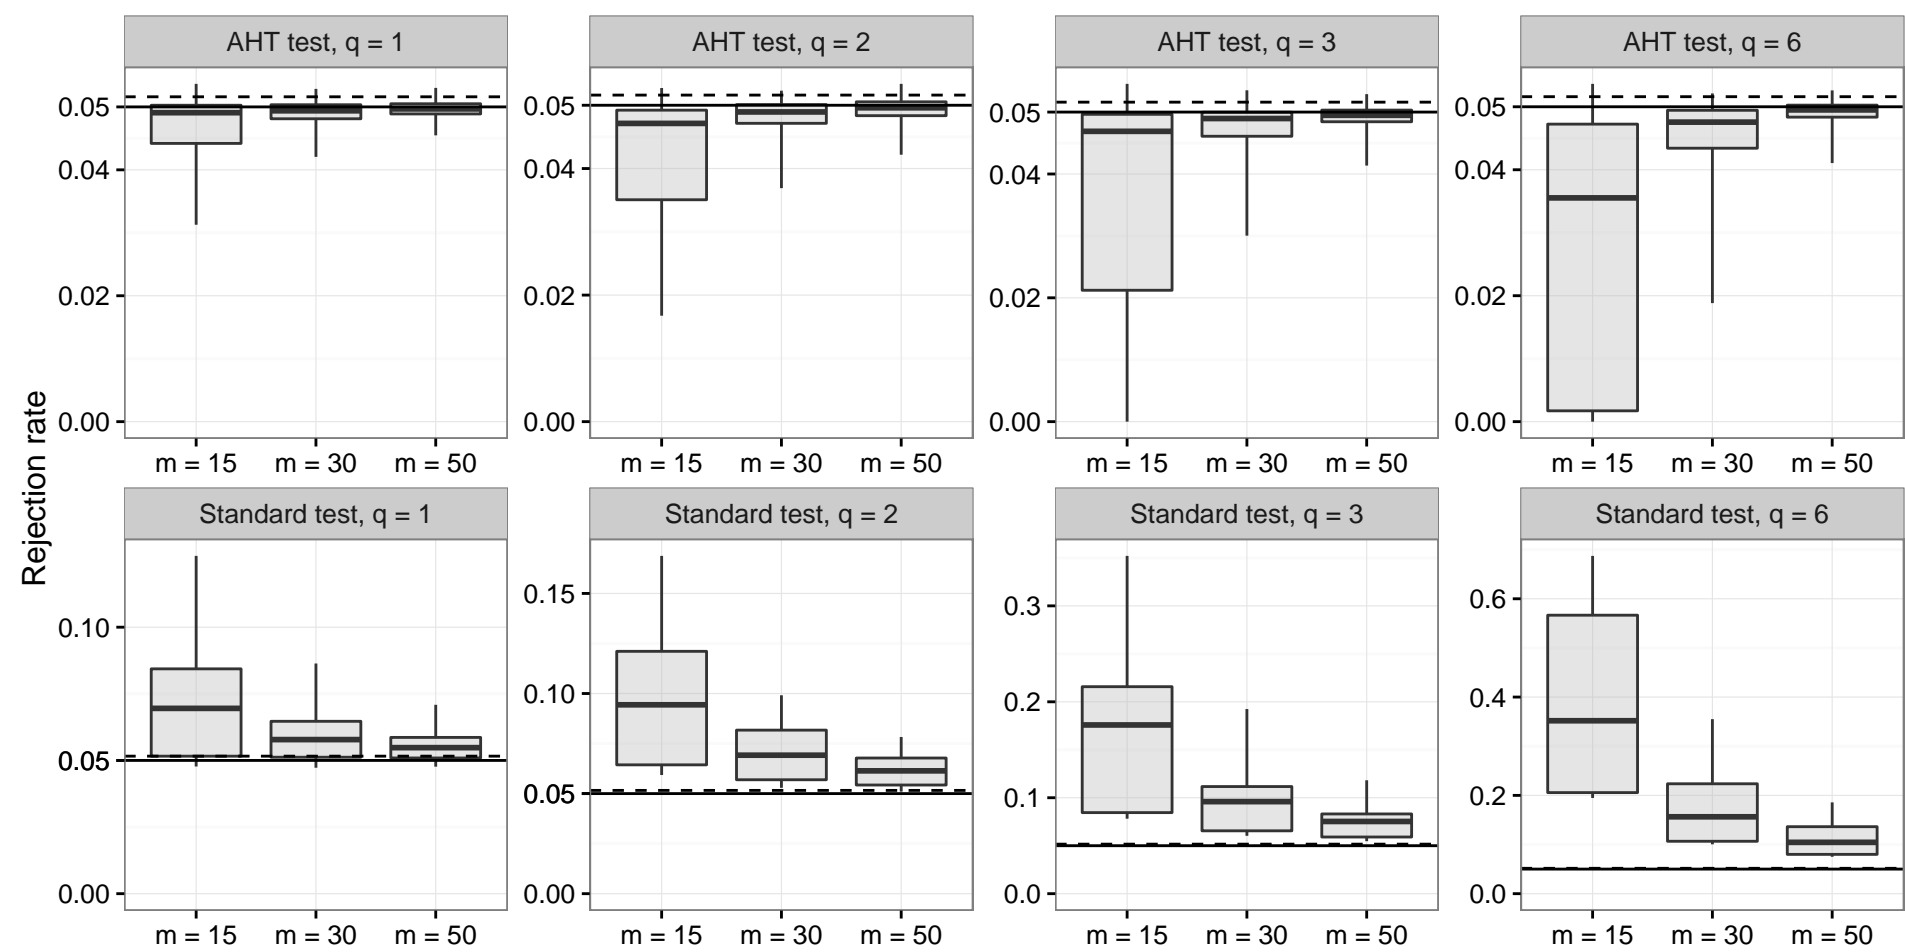 AHT test, q = 1
AHT test, q = 2
AHT test, q = 3
AHT test, q = 6
0.05
0.04
0.02
0.00
0.05
0.04
0.02
0.00
0.05
0.04
0.02
0.00
0.05
0.04
0.02
0.00
m = 15 m = 30 m = 50
m = 15 m = 30 m = 50
m = 15 m = 30 m = 50
m = 15 m = 30 m = 50
Rejection rate
Standard test, q = 1
Standard test, q = 2
Standard test, q = 3
Standard test, q = 6
0.10
0.05
0.00
0.15
0.10
0.05
0.00
0.3
0.2
0.1
0.0
0.6
0.4
0.2
0.0
m = 15 m = 30 m = 50
m = 15 m = 30 m = 50
m = 15 m = 30 m = 50
m = 15 m = 30 m = 50